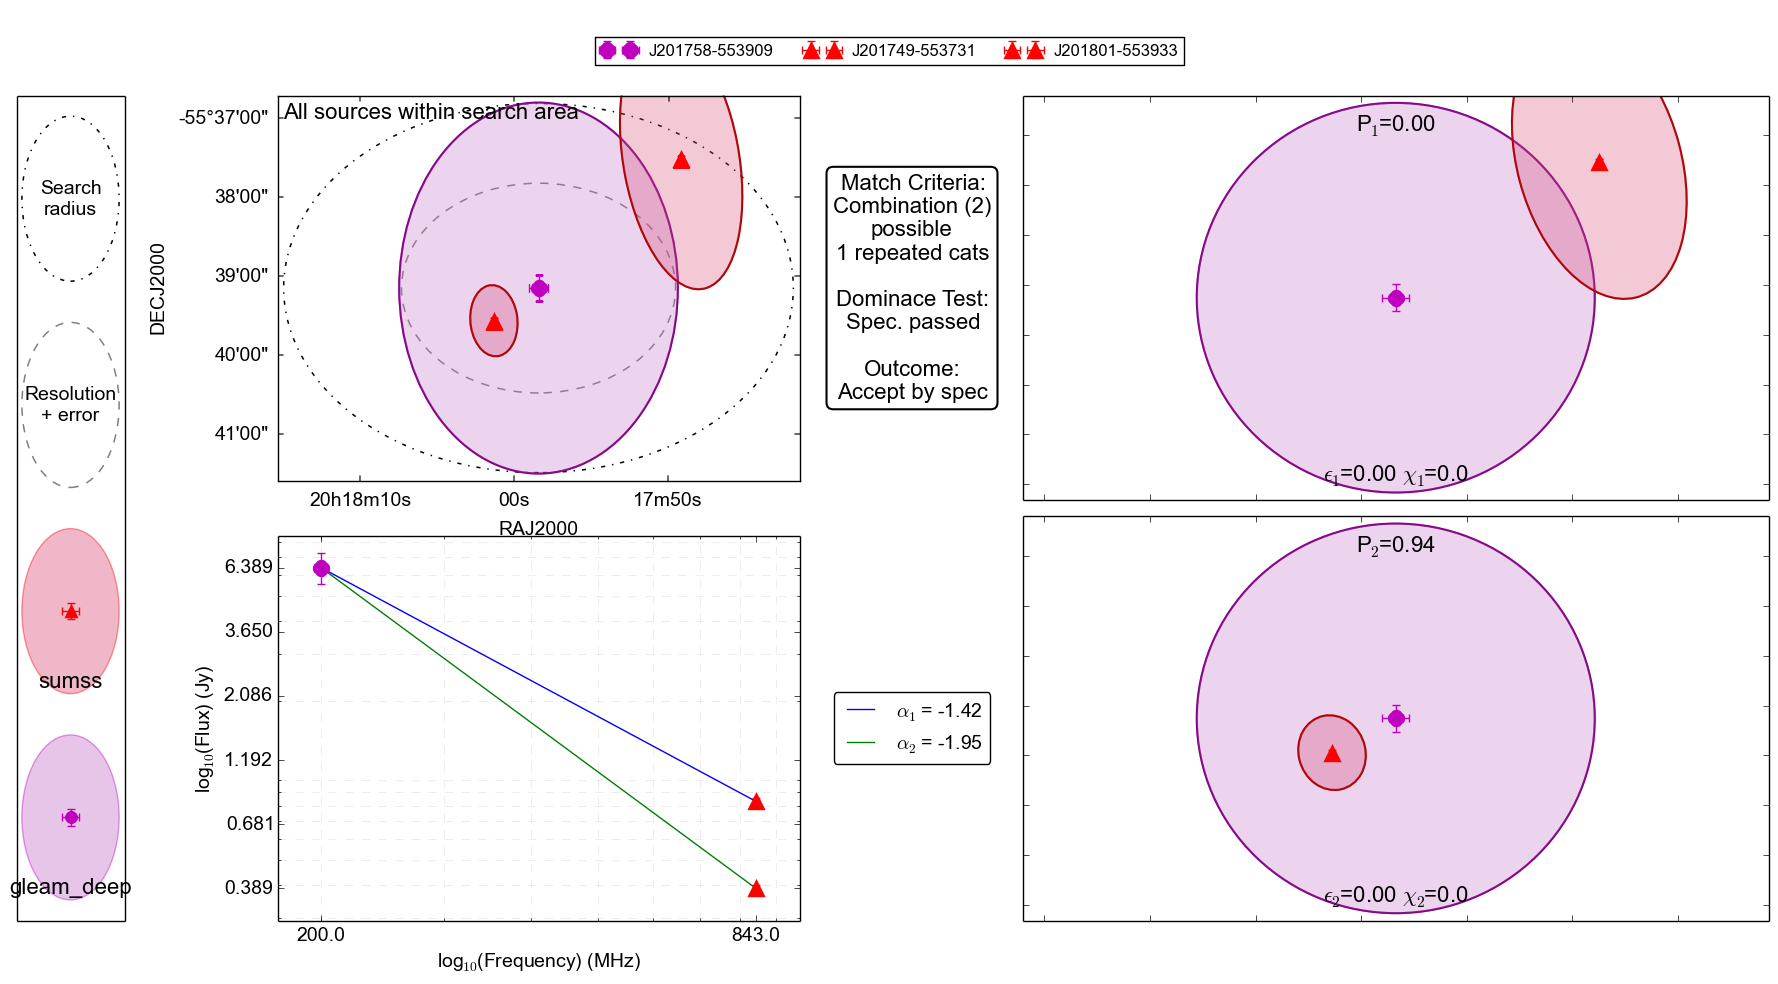 J201758-553909 J201749-553731 J201801-553933
Search
radius
Resolution
+ error
sumss
gleam_deep
All sources within search area
DECJ2000
-55°37'00"
38'00"
39'00"
40'00"
41'00"
20h18m10s 00s 17m50s
RAJ2000
Match Criteria:
Combination (2)
possible
1 repeated cats
Dominace Test:
Spec. passed
Outcome:
Accept by spec
P1=0.00
ϵ1=0.00 χ1=0.0
log10(Flux) (Jy)
6.389
3.650
2.086
1.192
0.681
0.389
200.0 843.0
log10(Frequency) (MHz)
α1 = -1.42
α2 = -1.95
P2=0.94
ϵ2=0.00 χ2=0.0